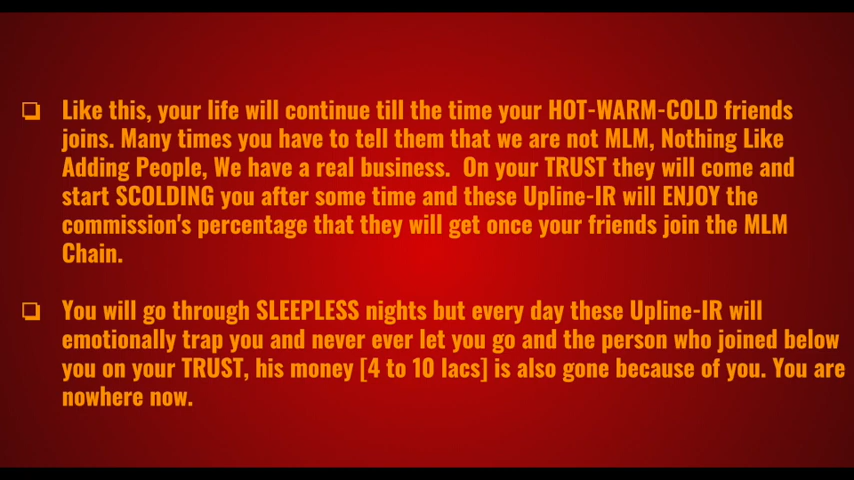 ❏ Like this, your life will continue till the time your HOT-WARM-COLD friends
joins. Many times you have to tell them that we are not MLM, Nothing Like
Adding People, We have a real business.  On your TRUST they will come and
start SCOLDING you after some time and these Upline-IR will ENJOY the
commission's percentage that they will get once your friends join the MLM
Chain.
❏ You will go through SLEEPLESS nights but every day these Upline-IR will
emotionally trap you and never ever let you go and the person who joined below
you on your TRUST, his money [4 to 10 lacs] is also gone because of you. You are
nowhere now.